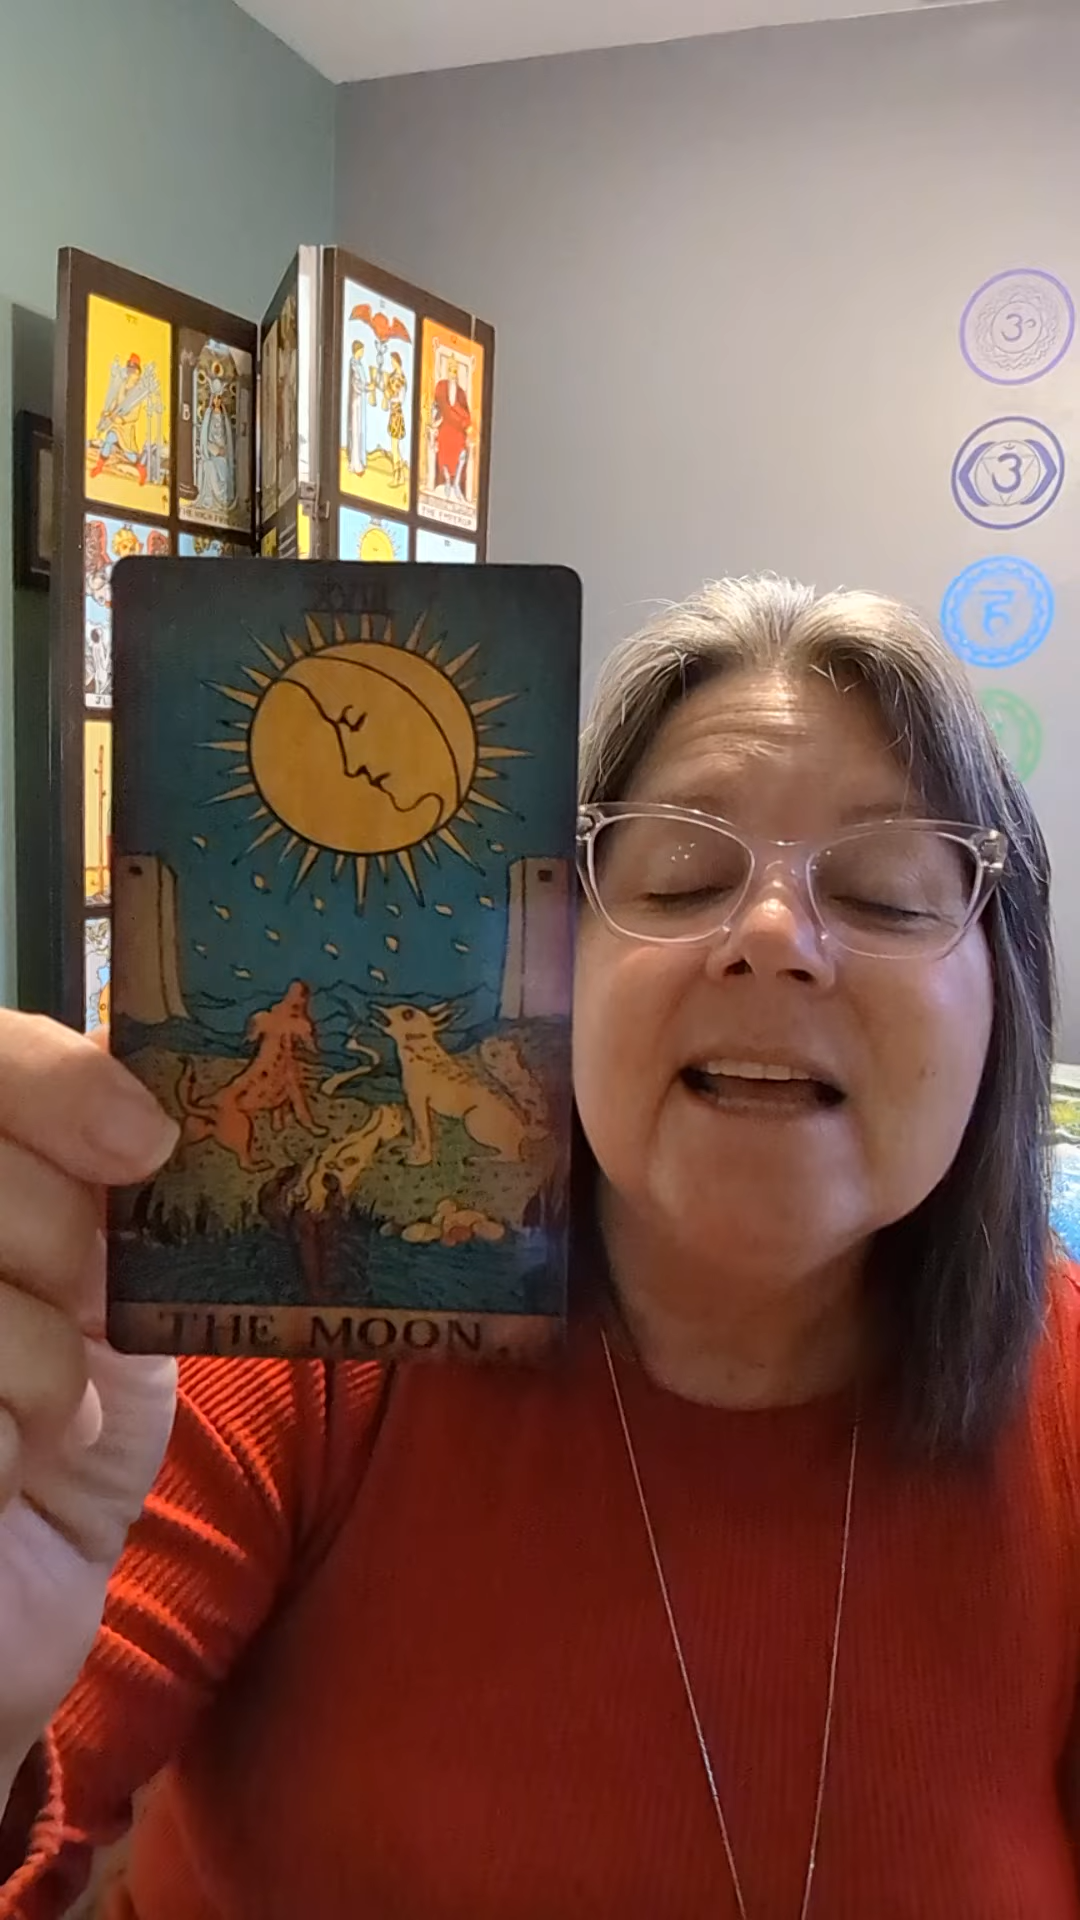 THE EMPEROR
XVIII
THE MOON.
ॐ
ॐ
ह